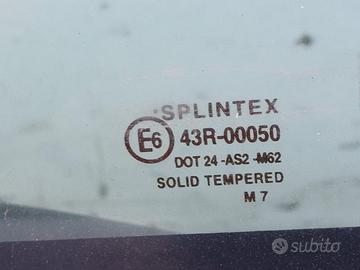 SPLINTEX
E6 43R-00050
DOT 24 -AS2 -M62
SOLID TEMPERED
M 7
subito